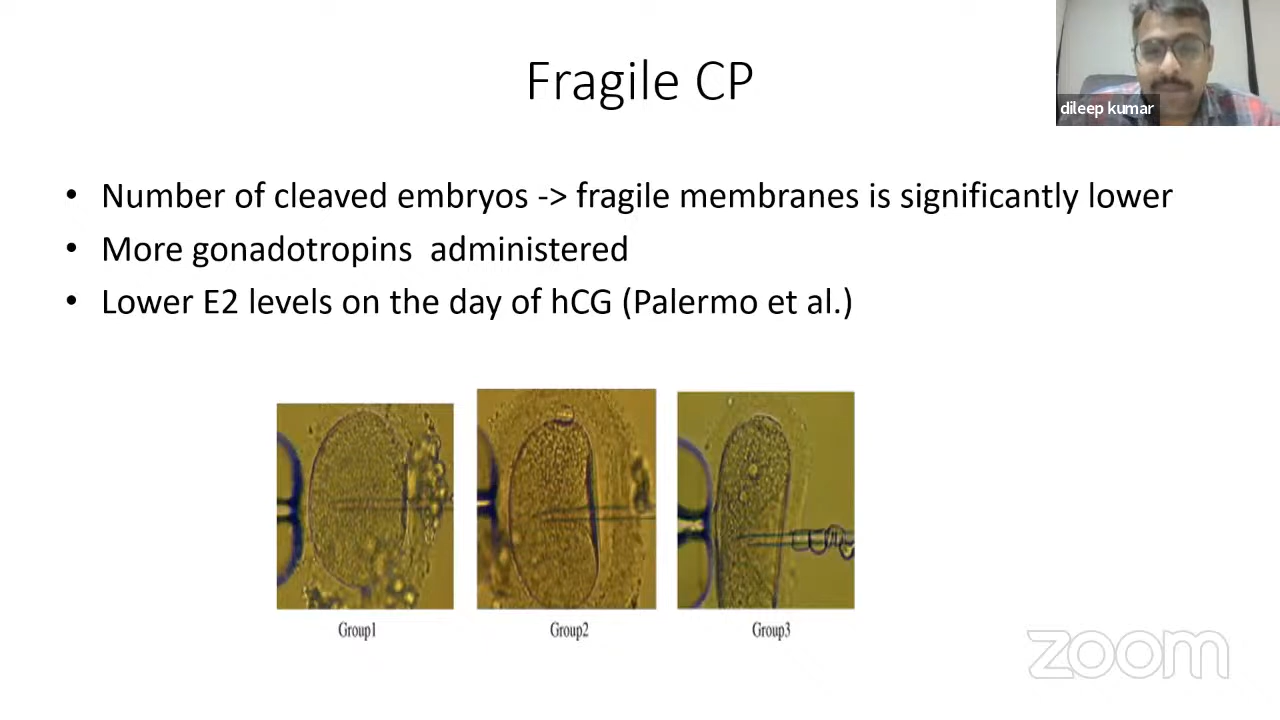 Fragile CP
dileep kumar
• Number of cleaved embryos -> fragile membranes is significantly lower
• More gonadotropins administered
• Lower E2 levels on the day of hCG (Palermo et al.)
Group1
Group2
Group3
zoom